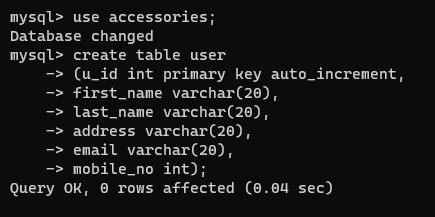 mysql> use accessories;
Database changed
mysql> create table user
    -> (u_id int primary key auto_increment,
    -> first_name varchar(20),
    -> last_name varchar(20),
    -> address varchar(20),
    -> email varchar(20),
    -> mobile_no int);
Query OK, 0 rows affected (0.04 sec)